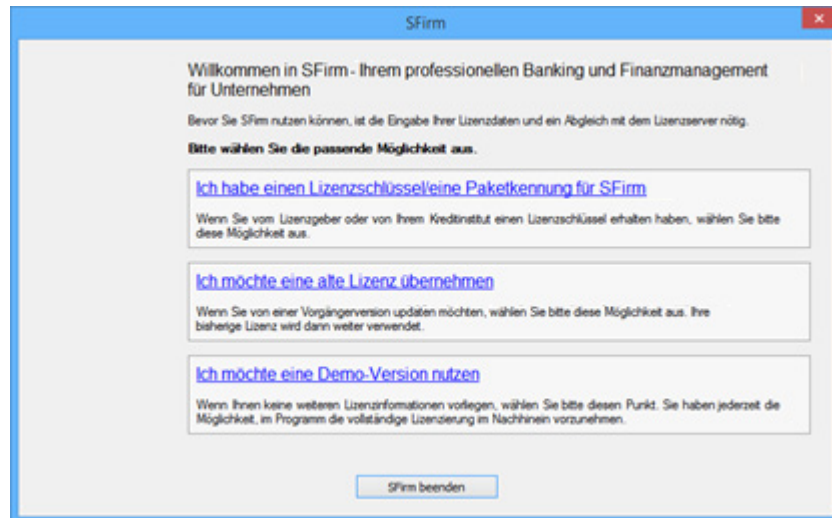 SFirm
Willkommen in SFirm - Ihrem professionellen Banking und Finanzmanagement
für Unternehmen
Bevor Sie SFirm nutzen können, ist die Eingabe Ihrer Lizenzdaten und ein Abgleich mit dem Lizenzserver nötig.
Bitte wählen Sie die passende Möglichkeit aus.
Ich habe einen Lizenzschlüssel/eine Paketkennung für SFirm
Wenn Sie vom Lizenzgeber oder von Ihrem Kreditinstitut einen Lizenzschlüssel erhalten haben, wählen Sie bitte
diese Möglichkeit aus.
Ich möchte eine alte Lizenz übernehmen
Wenn Sie von einer Vorgängerversion updaten möchten, wählen Sie bitte diese Möglichkeit aus. Ihre
bisherige Lizenz wird dann weiter verwendet.
Ich möchte eine Demo-Version nutzen
Wenn Ihnen keine weiteren Lizenzinformationen vorliegen, wählen Sie bitte diesen Punkt. Sie haben jederzeit die
Möglichkeit, im Programm die vollständige Lizenzierung im Nachhinein vorzunehmen.
SFirm beenden